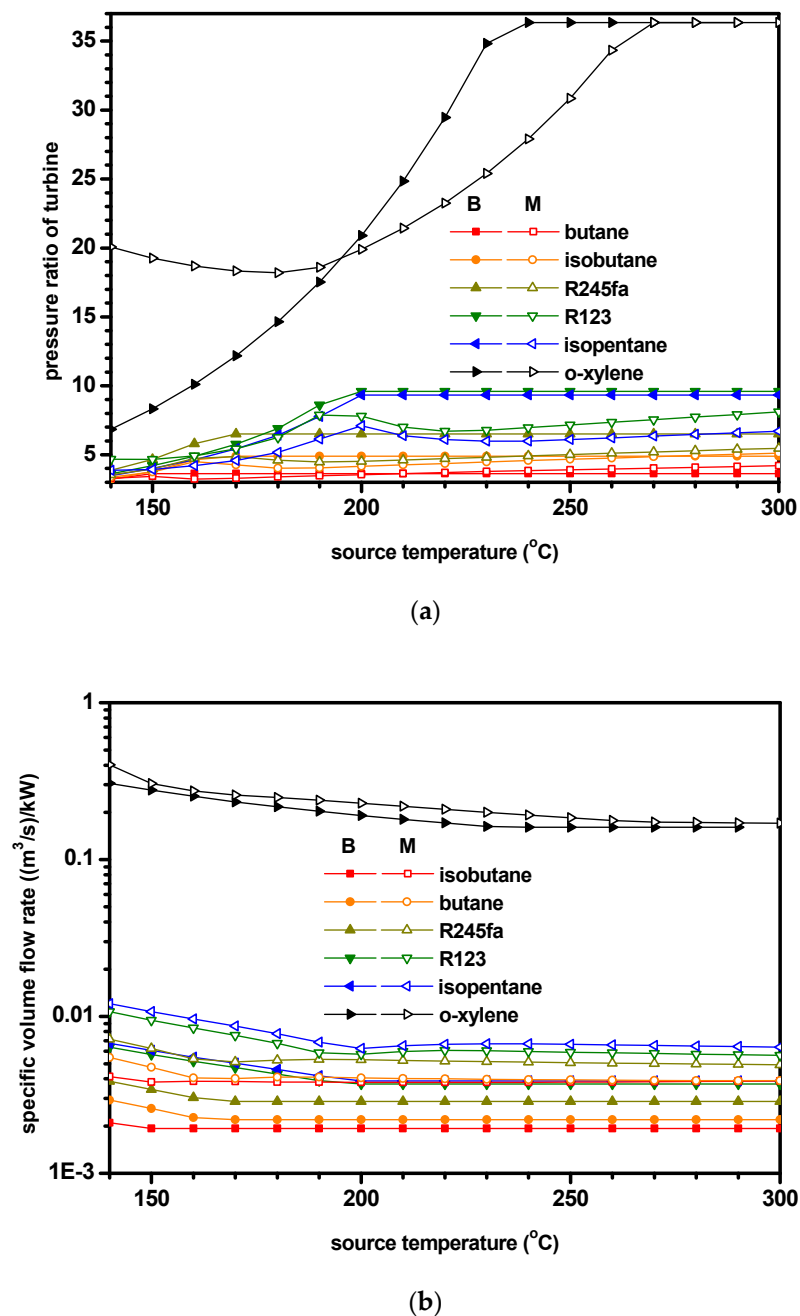 35
30
25
20
15
10
5
pressure ratio of turbine
B M
butane
isobutane
R245fa
R123
isopentane
o-xylene
150 200 250 300
source temperature (°C)
(a)
1
0.1
0.01
1E-3
specific volume flow rate ((m³/s)/kW)
B M
isobutane
butane
R245fa
R123
isopentane
o-xylene
150 200 250 300
source temperature (°C)
(b)